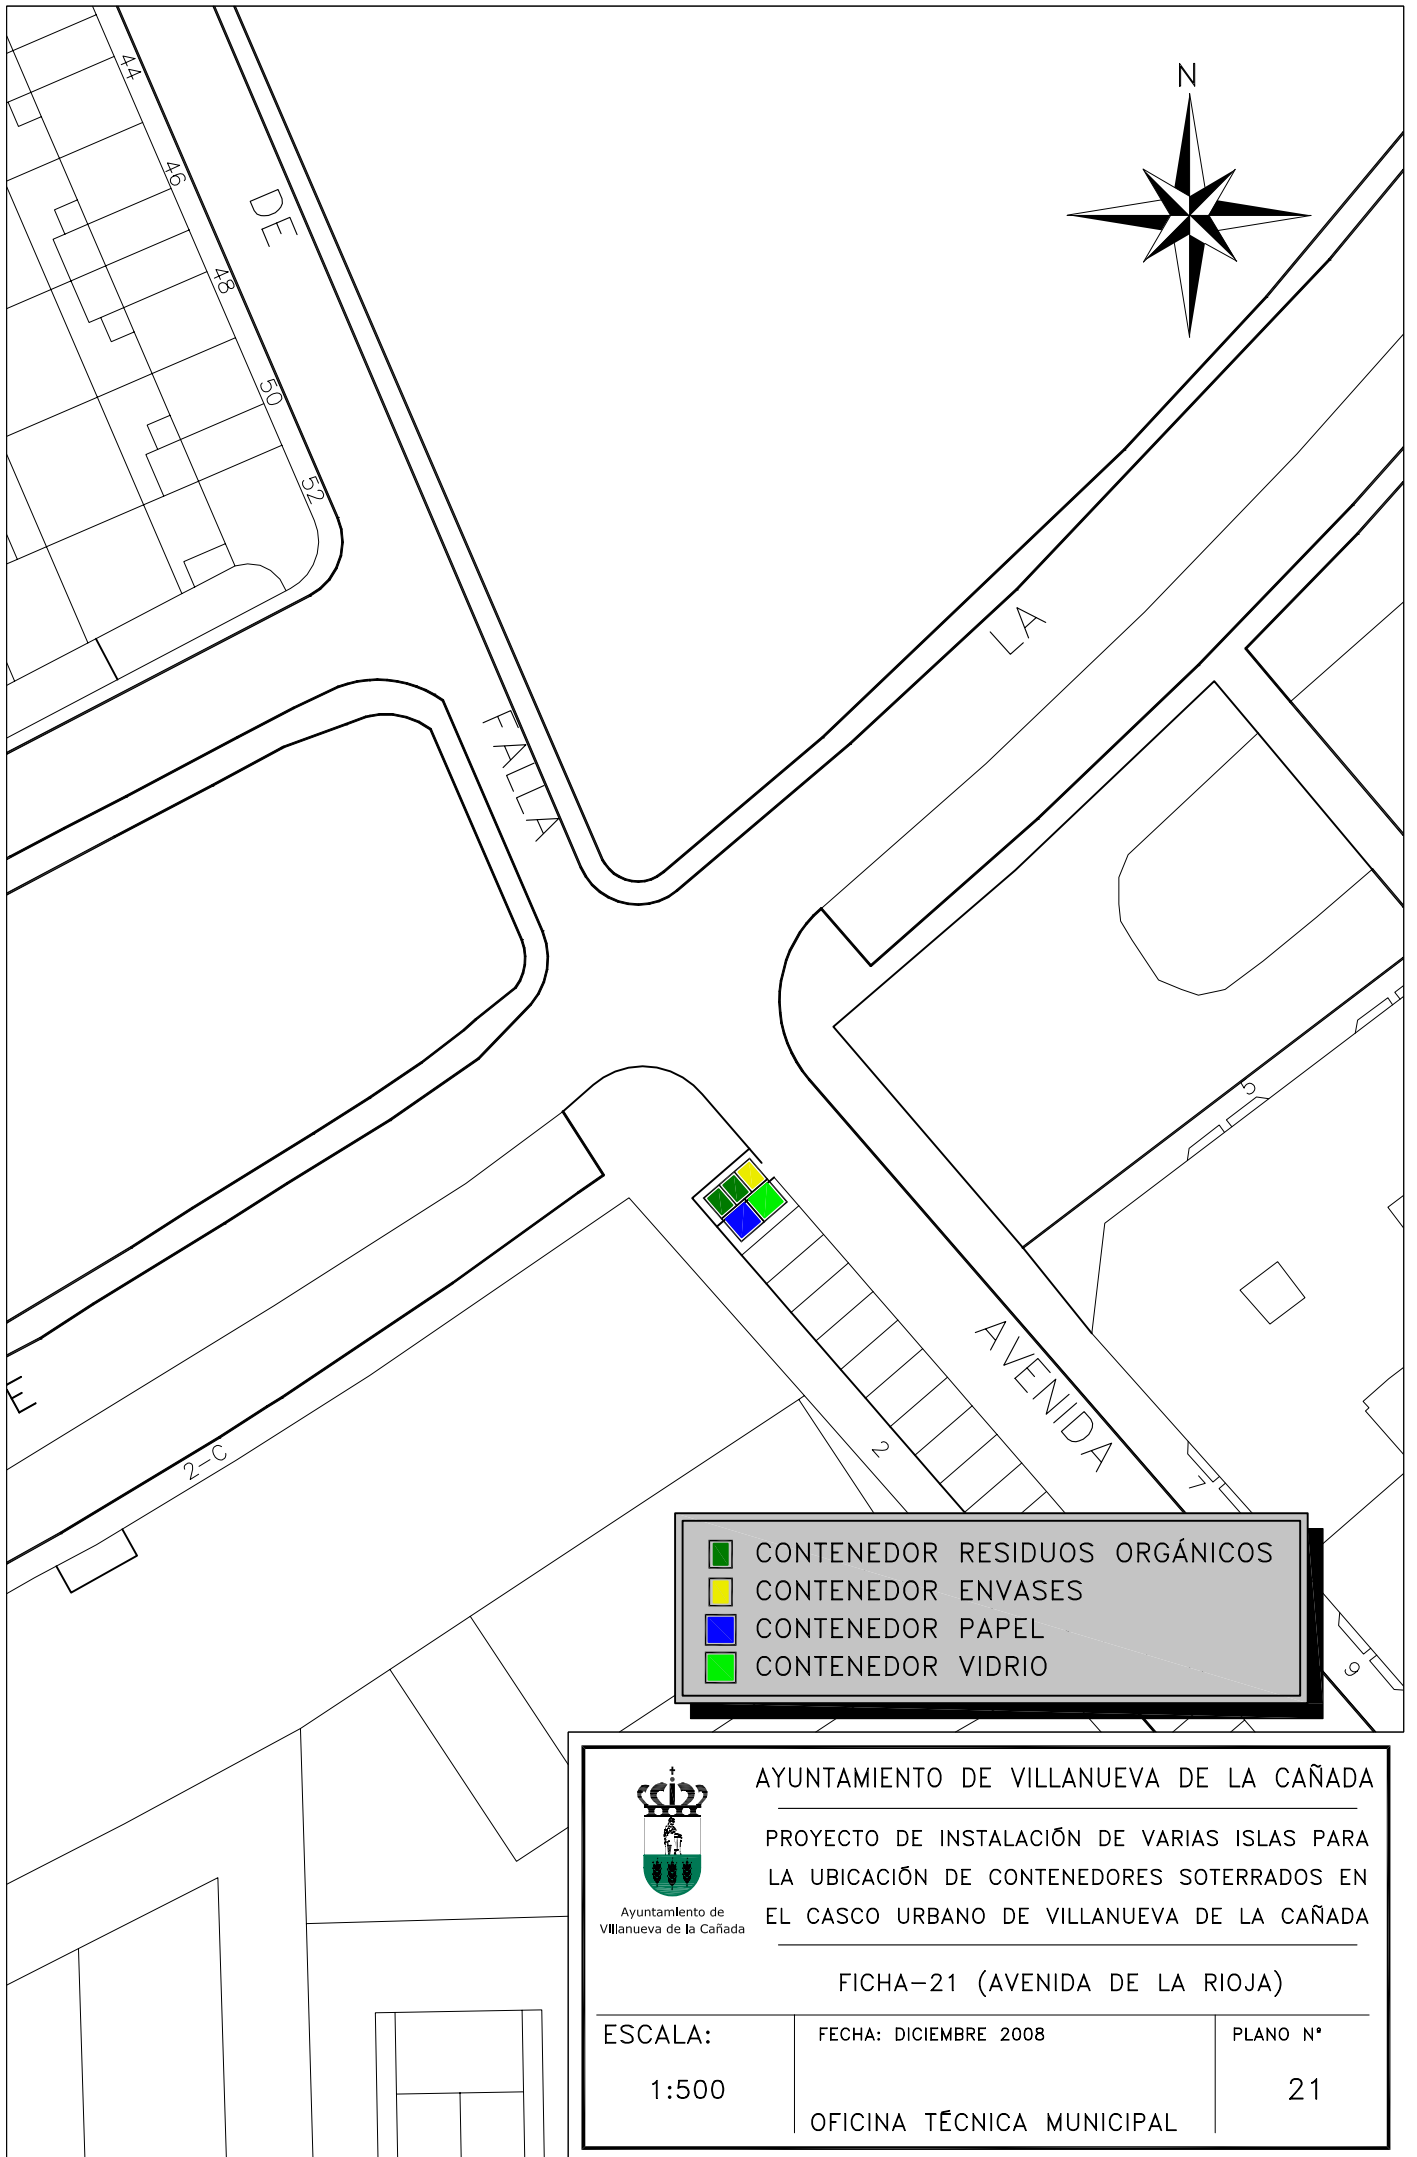 N
44
46
DE
48
50
52
LA
FALLA
5
E
AVENIDA
2-C
2
7
9
CONTENEDOR RESIDUOS ORGÁNICOS
CONTENEDOR ENVASES
CONTENEDOR PAPEL
CONTENEDOR VIDRIO
AYUNTAMIENTO DE VILLANUEVA DE LA CAÑADA
PROYECTO DE INSTALACIÓN DE VARIAS ISLAS PARA
LA UBICACIÓN DE CONTENEDORES SOTERRADOS EN
EL CASCO URBANO DE VILLANUEVA DE LA CAÑADA
Ayuntamiento de
Villanueva de la Cañada
FICHA-21 (AVENIDA DE LA RIOJA)
ESCALA:
1:500
FECHA: DICIEMBRE 2008
OFICINA TÉCNICA MUNICIPAL
PLANO Nº
21